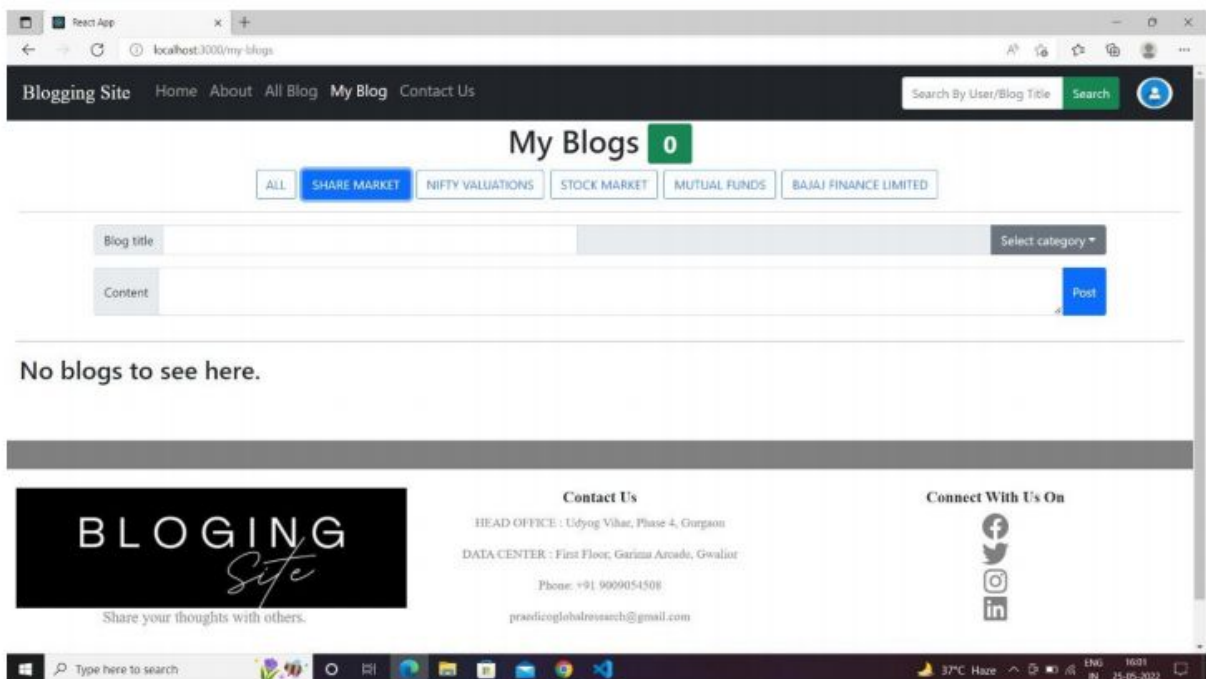 React App
localhost:3000/my-blogs
Blogging Site Home About All Blog My Blog Contact Us Search By User/Blog Title Search
My Blogs 0
ALL SHARE MARKET NIFTY VALUATIONS STOCK MARKET MUTUAL FUNDS BAJAJ FINANCE LIMITED
Blog title Select category
Content Post
No blogs to see here.
BLOGING
Site
Share your thoughts with others.
Contact Us
HEAD OFFICE : Udyog Vihar, Phase 4, Gurgaon
DATA CENTER : First Floor, Garima Arcade, Gwalior
Phone: +91 9009054508
praedicoglobalresearch@gmail.com
Connect With Us On
Type here to search 37°C Haze ENG 16:01
IN 25-05-2022